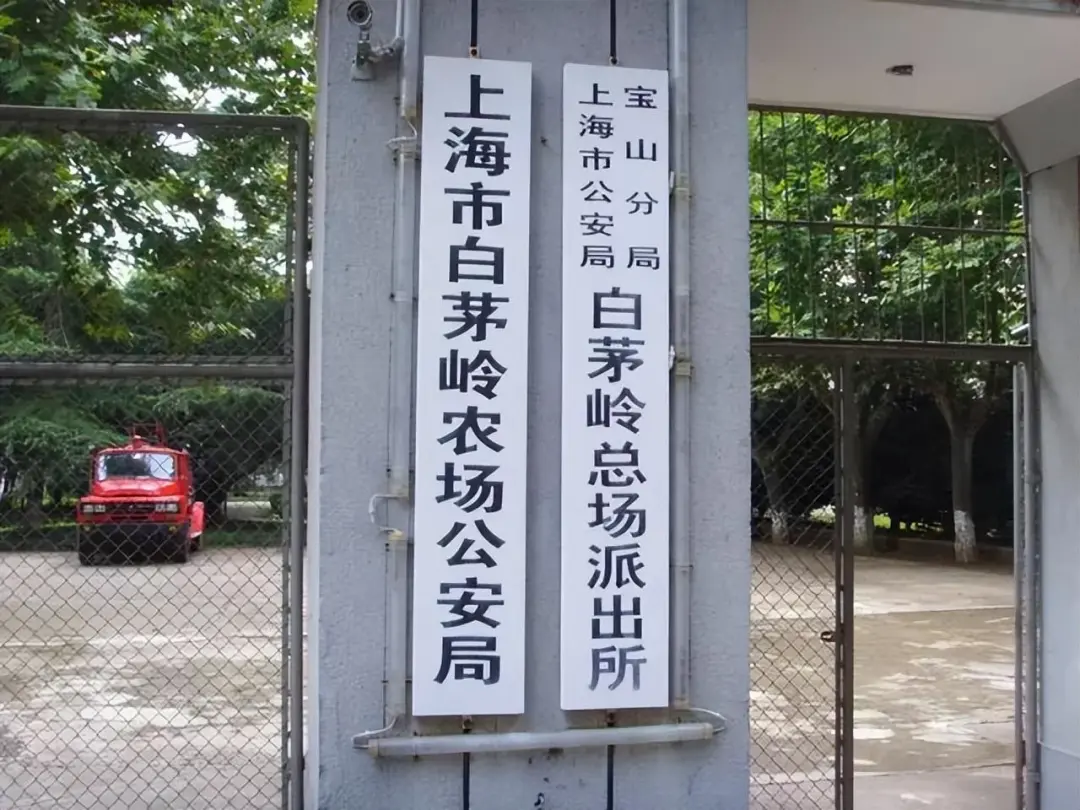 上海市白茅岭农场公安局
上海市公安局
宝山分局
白茅岭总场派出所